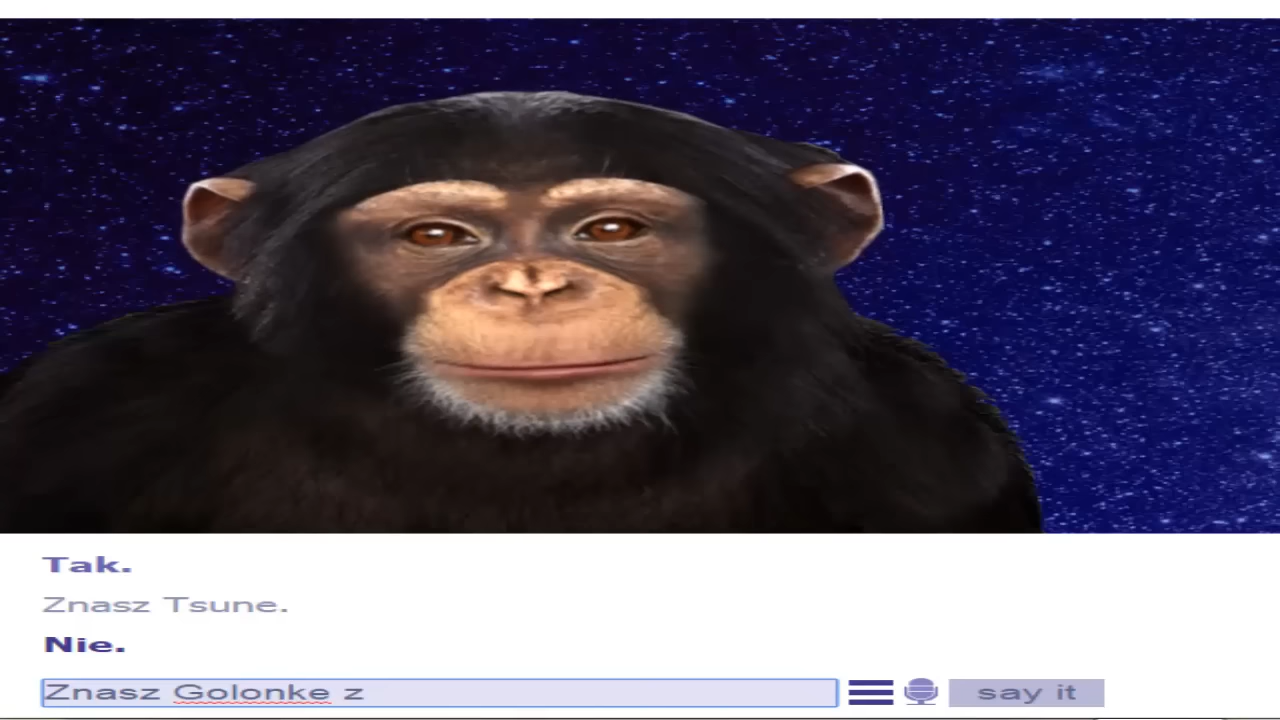 Tak.
Znasz Tsune.
Nie.
Znasz Golonke z
say it